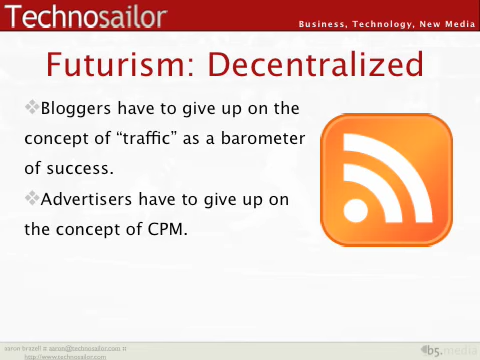 Technosailor
Business, Technology, New Media
Futurism: Decentralized
❖Bloggers have to give up on the
concept of “traffic” as a barometer
of success.
❖Advertisers have to give up on
the concept of CPM.
aaron brazell :: aaron@technosailor.com ::
http://www.technosailor.com
b5.media